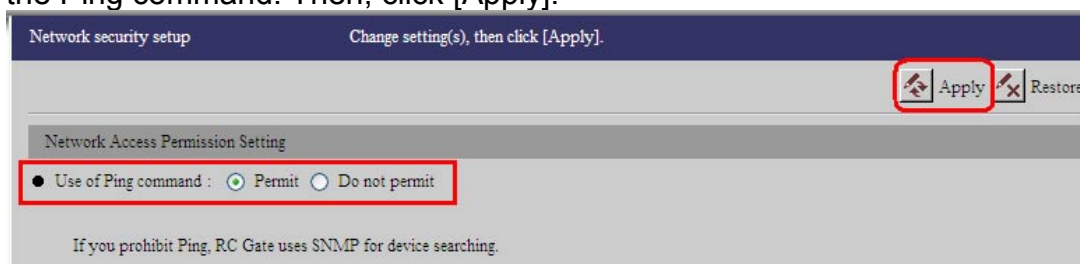 the Ping command. Then, click [Apply].
Network security setup Change setting(s), then click [Apply].
Apply Restore
Network Access Permission Setting
● Use of Ping command : Permit Do not permit
If you prohibit Ping, RC Gate uses SNMP for device searching.